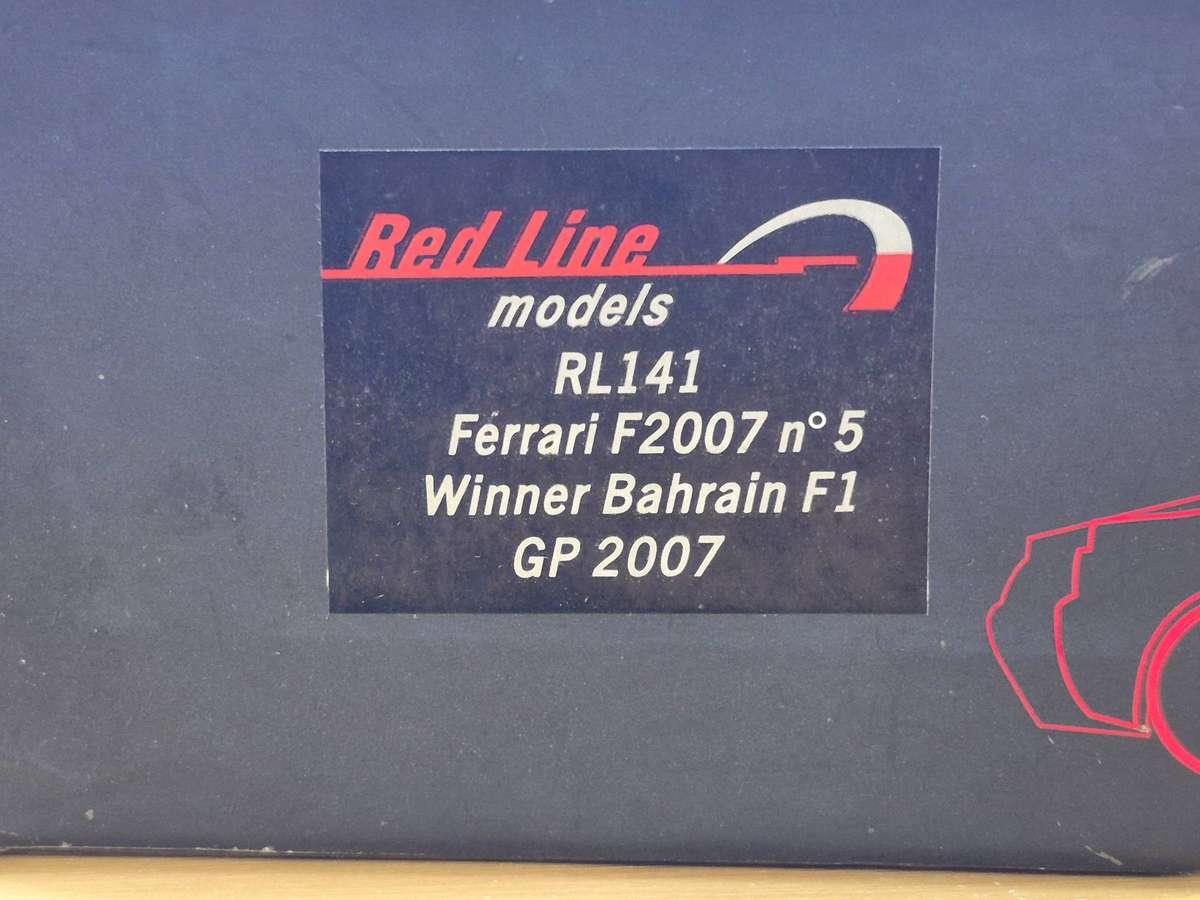 Red Line
models
RL141
Ferrari F2007 n° 5
Winner Bahrain F1
GP 2007